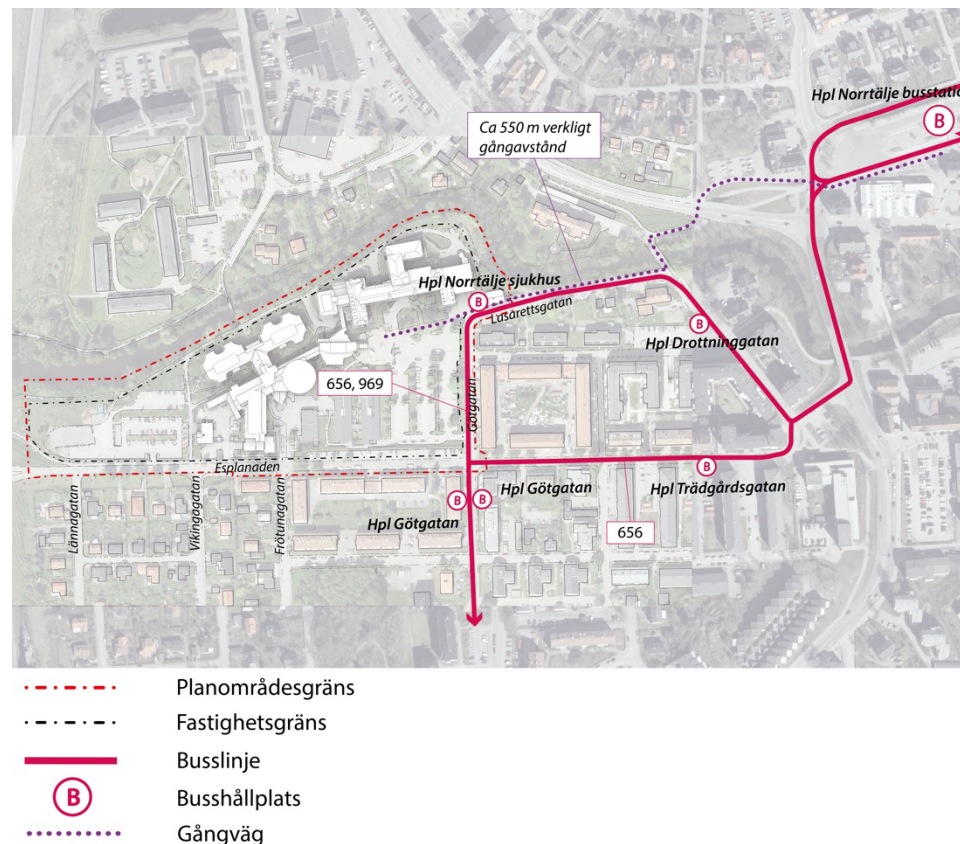 Hpl Norrtälje busstatio
B
Ca 550 m verkligt
gångavstånd
Hpl Norrtälje sjukhus
B
Lasarettsgatan
B
Hpl Drottninggatan
656, 969
Götgatan
Esplanaden
B
Hpl Trädgårdsgatan
Lännagatan
Vikingagatan
Frötunagatan
B
B
Hpl Götgatan
Hpl Götgatan
656
Planområdesgräns
Fastighetsgräns
Busslinje
B
Busshållplats
Gångväg